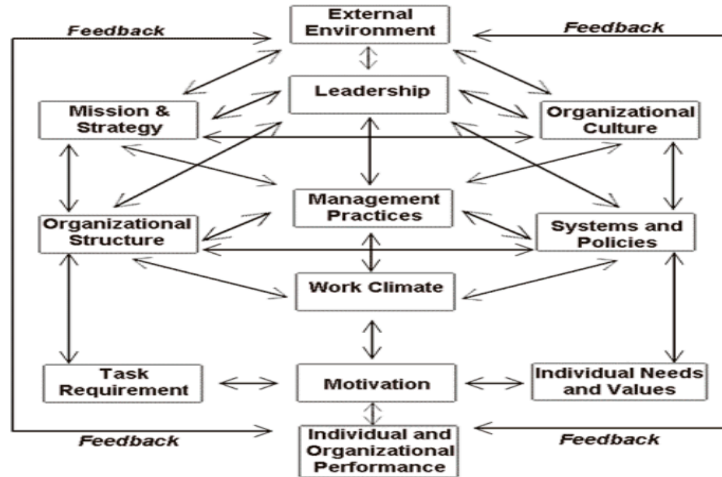 External
Environment
Feedback
Feedback
Leadership
Mission &
Strategy
Organizational
Culture
Management
Practices
Organizational
Structure
Systems and
Policies
Work Climate
Task
Requirement
Motivation
Individual Needs
and Values
Feedback
Feedback
Individual and
Organizational
Performance